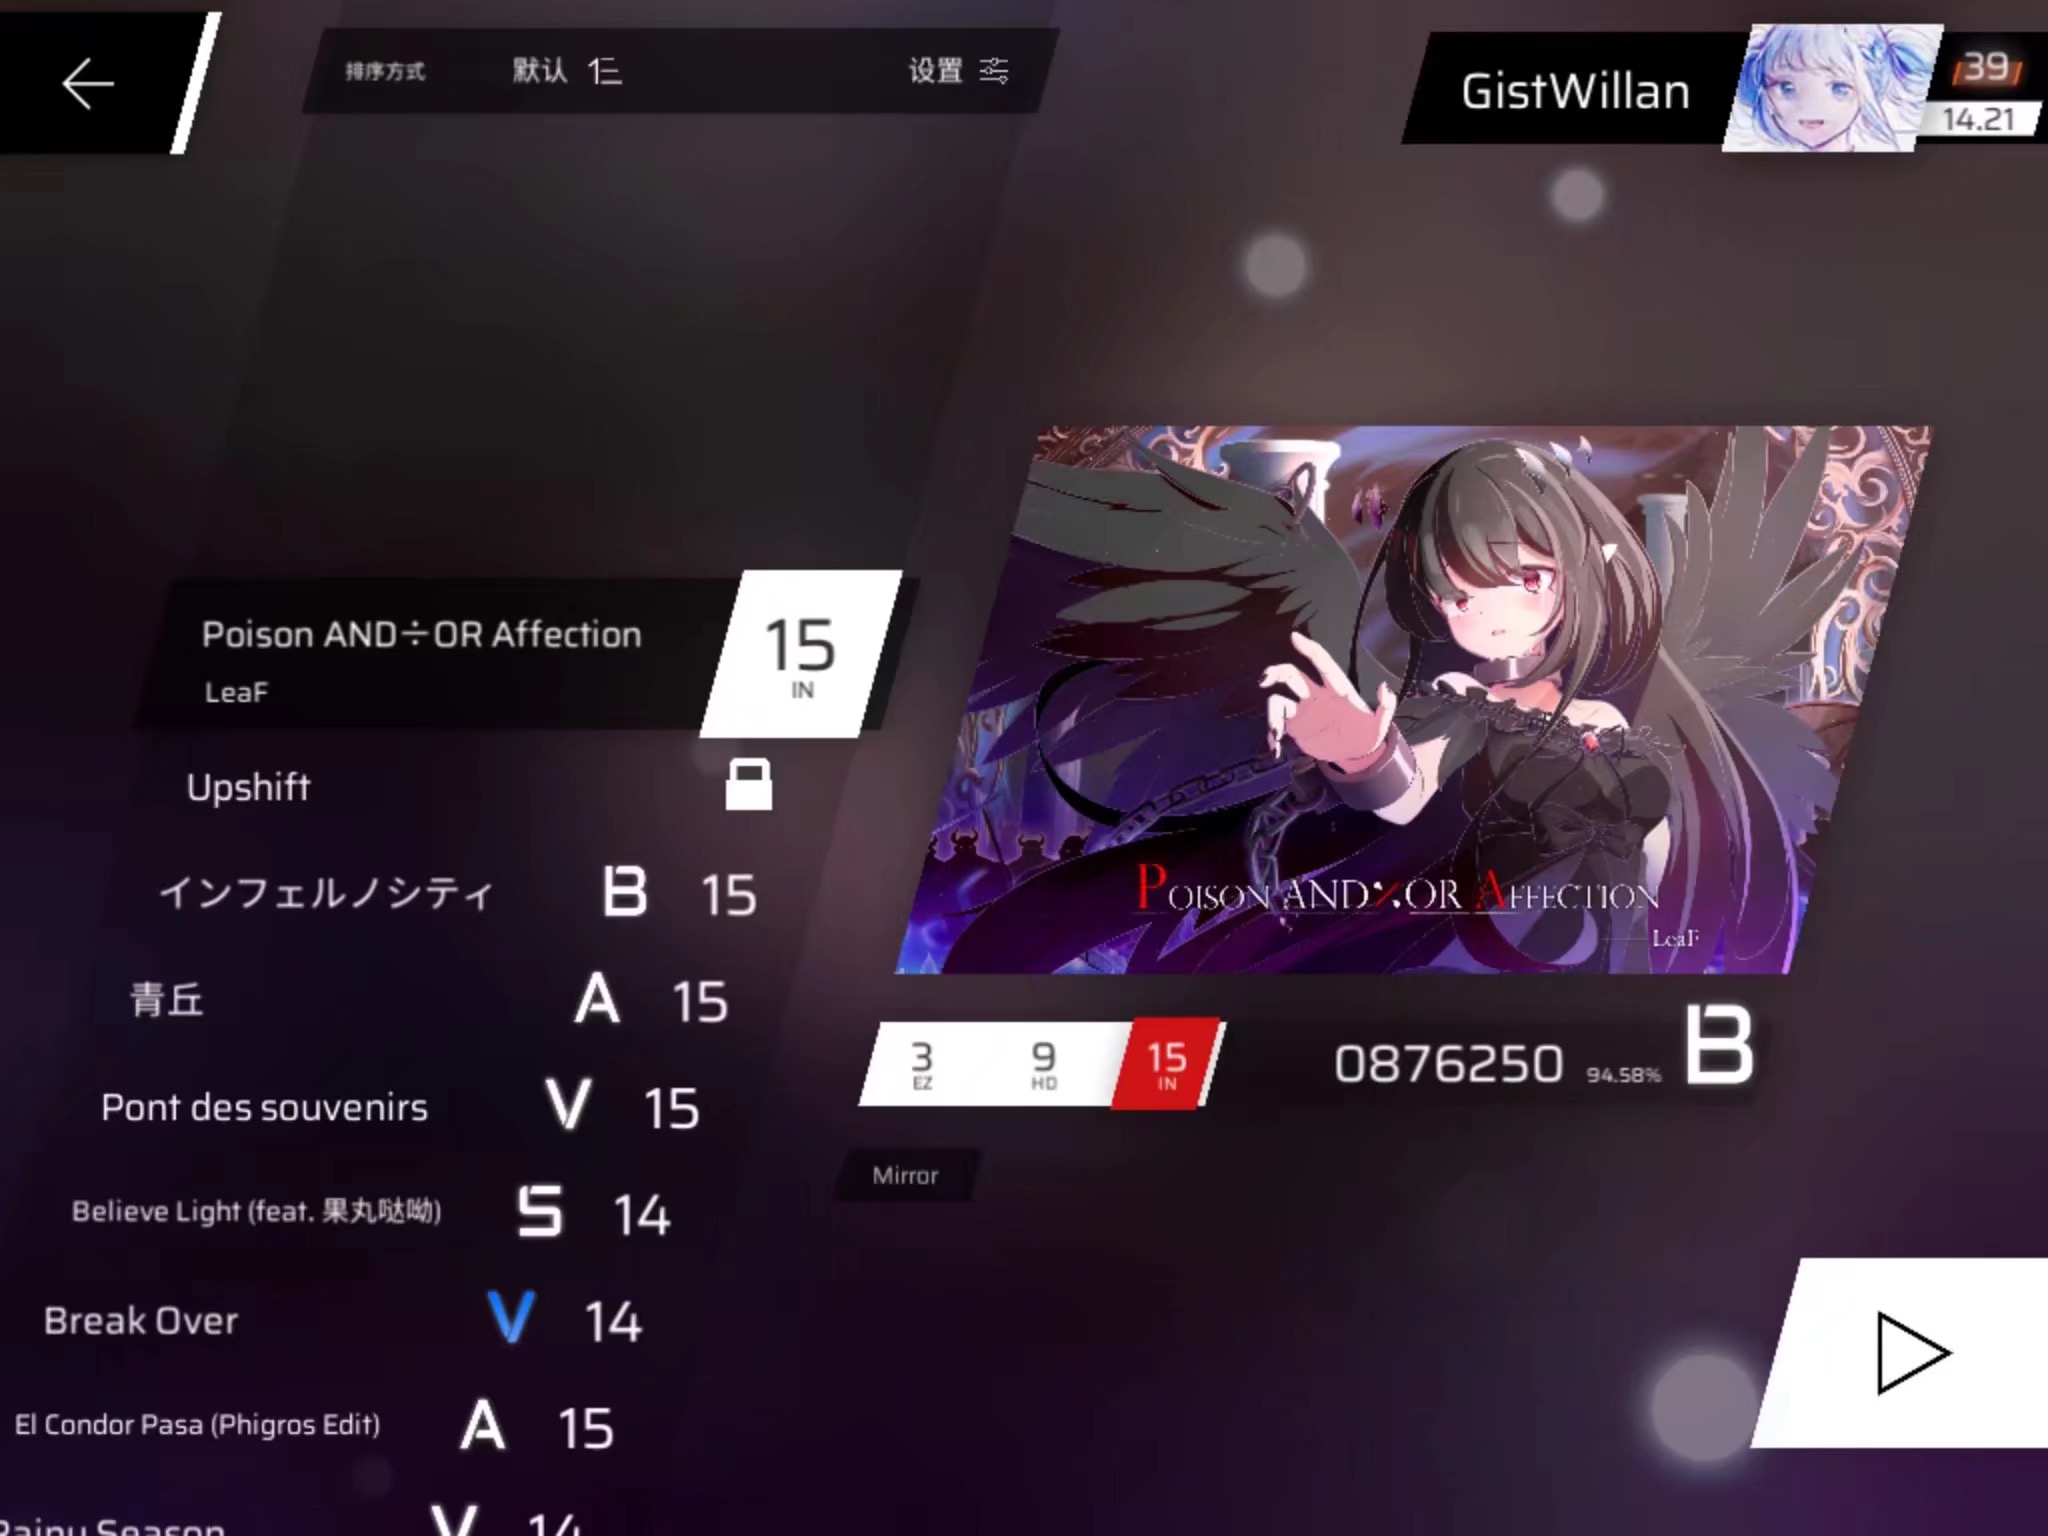 排序方式 默认 设置
GistWillan
39
14.21
Poison AND÷OR Affection
LeaF
15
IN
Upshift
インフェルノシティ B 15
青丘 A 15
Pont des souvenirs V 15
Believe Light (feat. 果丸哒呦) S 14
Break Over V 14
El Condor Pasa (Phigros Edit) A 15
Rainy Season V 14
POISON AND⁒OR AFFECTION
LeaF
3 9 15
EZ HD IN
0876250 94.58% B
Mirror